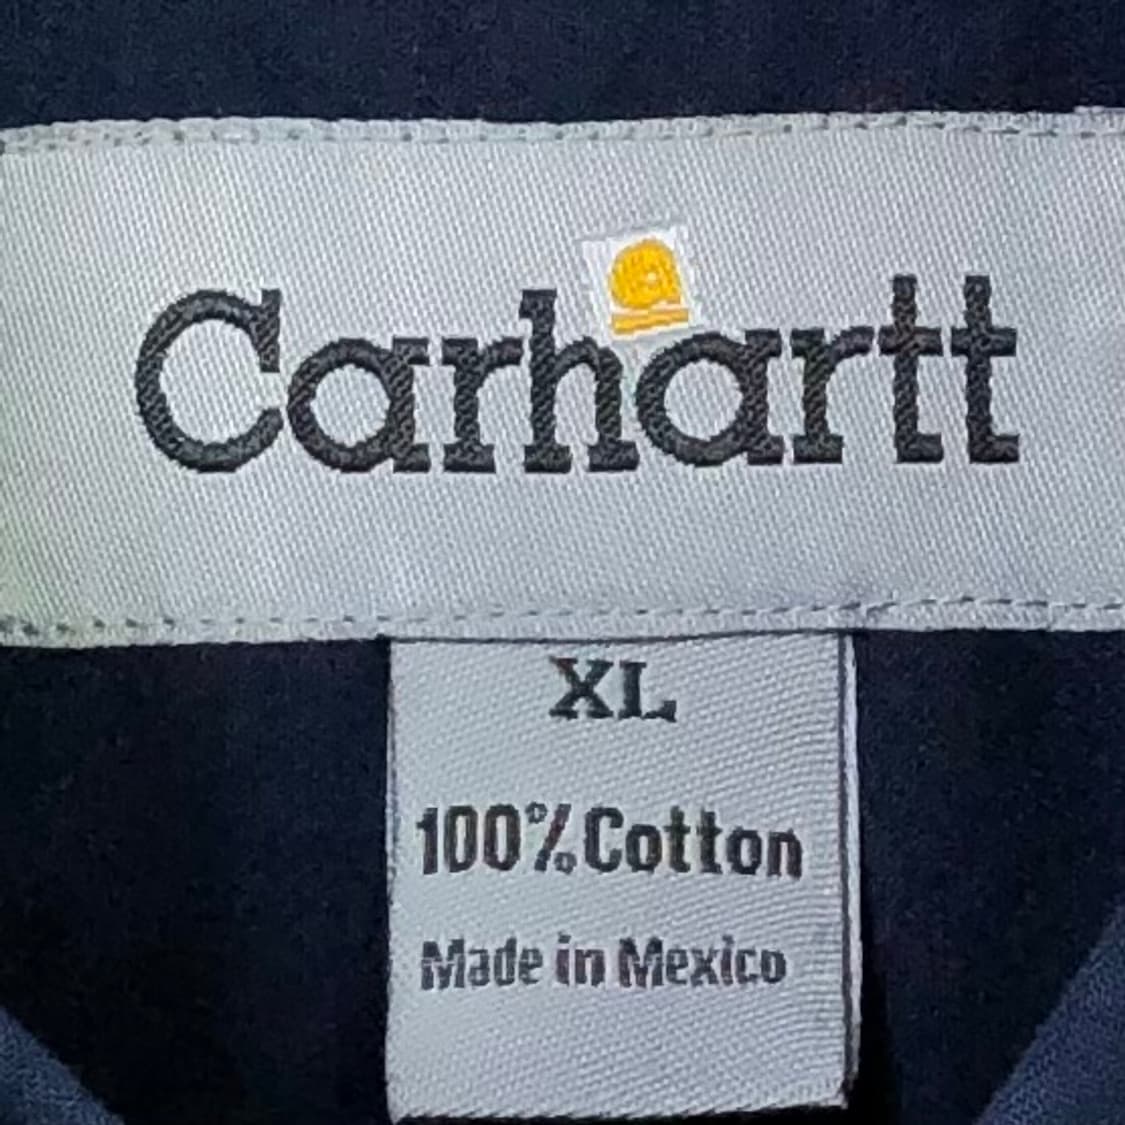 Carhartt
XL
100% Cotton
Made in Mexico